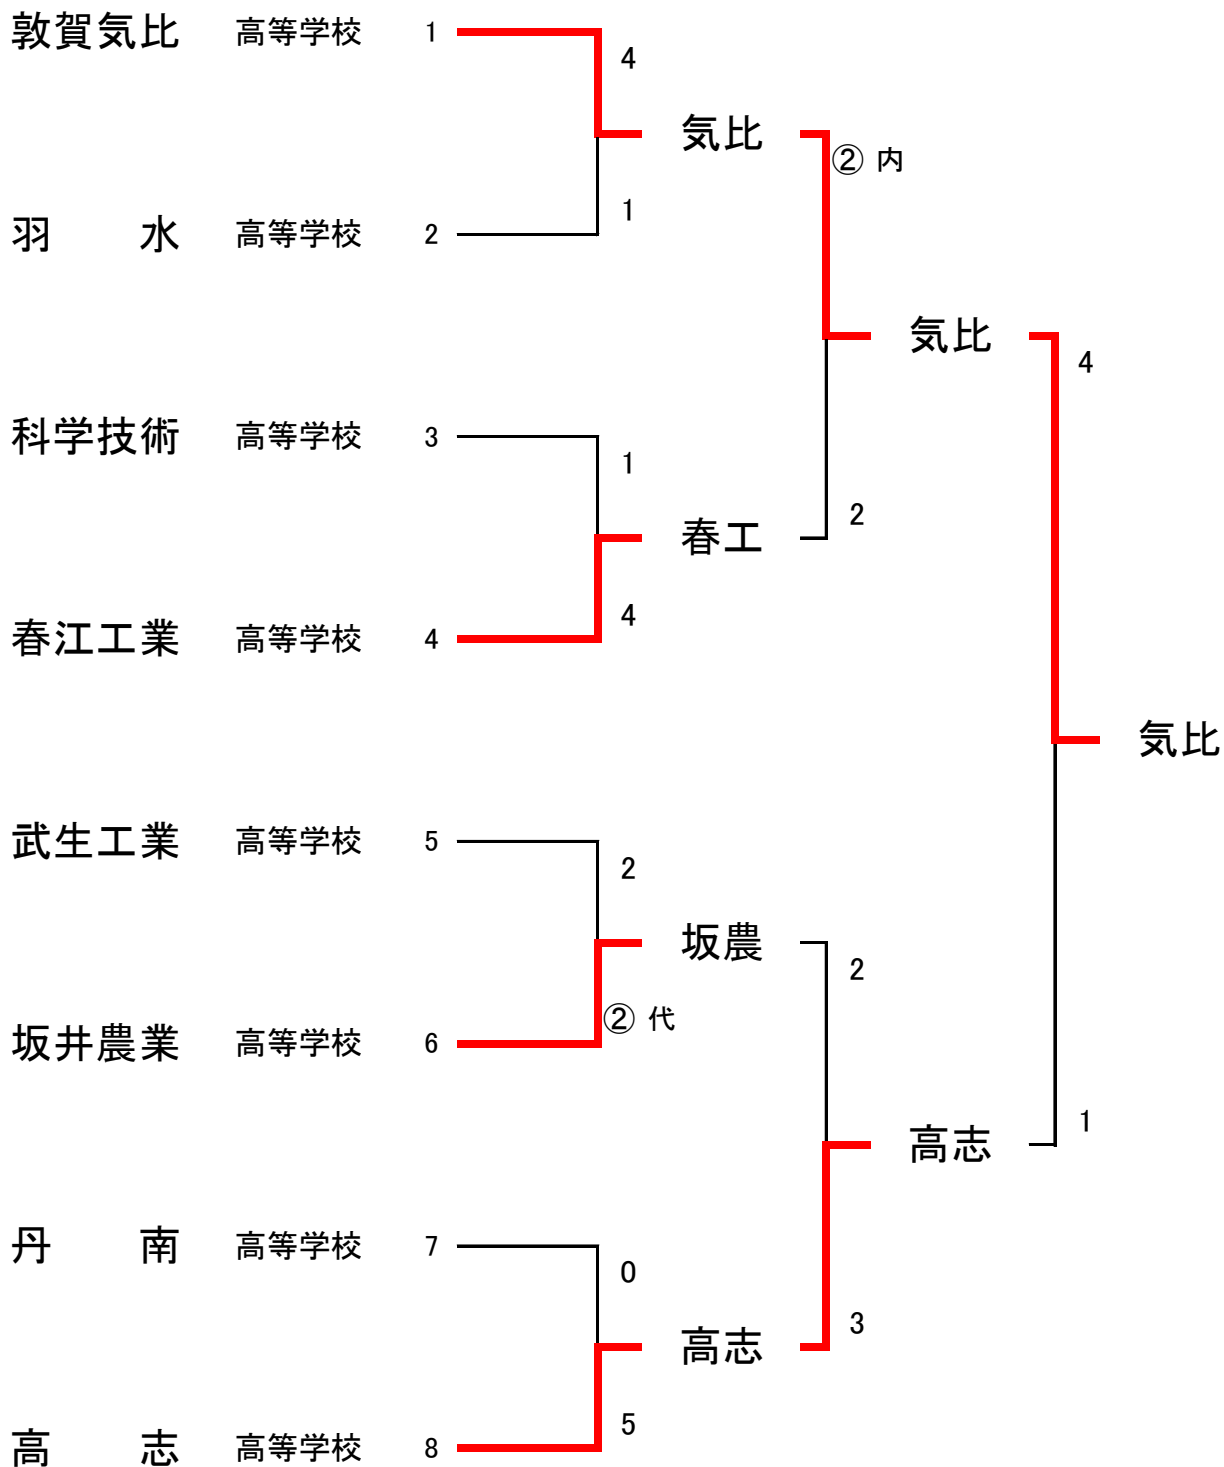 敦賀気比 高等学校 1
4
気比
② 内
1
羽 水 高等学校 2
気比
4
科学技術 高等学校 3
1
春工
2
4
春江工業 高等学校 4
気比
武生工業 高等学校 5
2
坂農
2
② 代
坂井農業 高等学校 6
1
高志
丹 南 高等学校 7
0
3
高志
5
高 志 高等学校 8